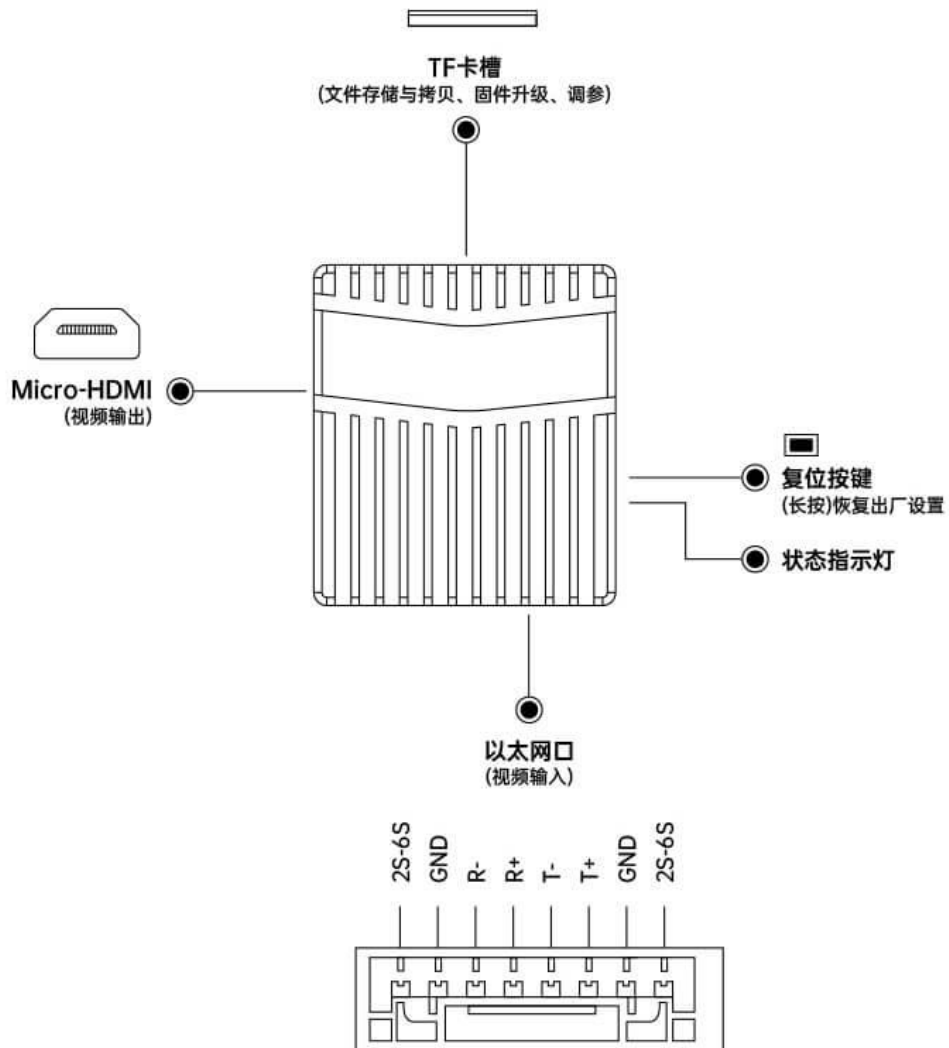 TF卡槽
(文件存储与拷贝、固件升级、调参)
Micro-HDMI
(视频输出)
复位按键
(长按)恢复出厂设置
状态指示灯
以太网口
(视频输入)
2S-6S
GND
R-
R+
T-
T+
GND
2S-6S